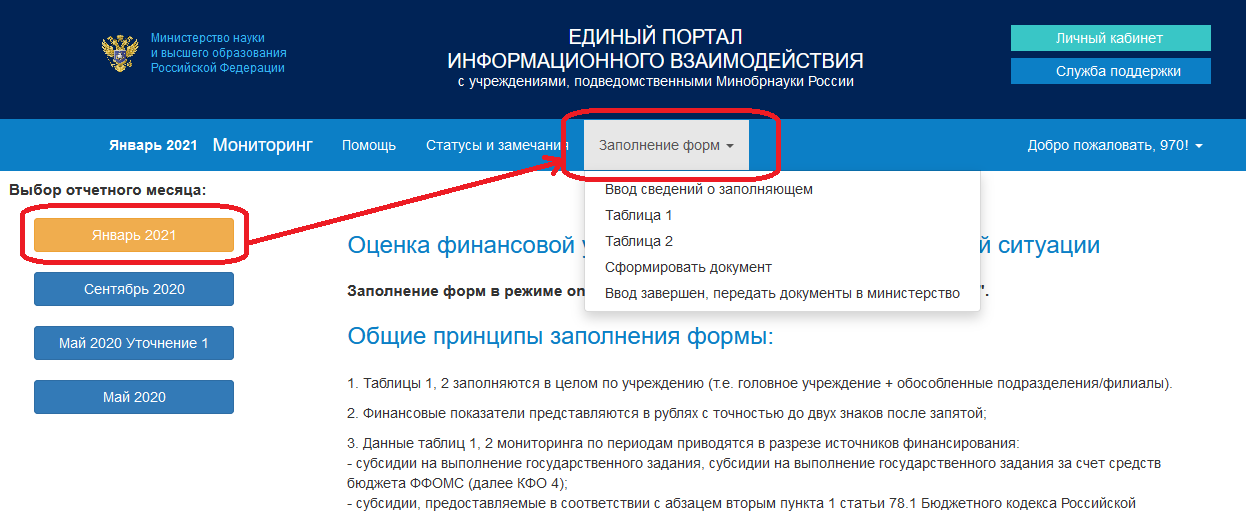 Министерство науки
и высшего образования
Российской Федерации
ЕДИНЫЙ ПОРТАЛ
ИНФОРМАЦИОННОГО ВЗАИМОДЕЙСТВИЯ
с учреждениями, подведомственными Минобрнауки России
Личный кабинет
Служба поддержки
Январь 2021 Мониторинг Помощь Статусы и замечания Заполнение форм Добро пожаловать, 970!
Выбор отчетного месяца:
Январь 2021
Сентябрь 2020
Май 2020 Уточнение 1
Май 2020
Ввод сведений о заполняющем
Таблица 1
Таблица 2
Сформировать документ
Ввод завершен, передать документы в министерство
Оценка финансовой ситуации
Заполнение форм в режиме
Общие принципы заполнения формы:
1. Таблицы 1, 2 заполняются в целом по учреждению (т.е. головное учреждение + обособленные подразделения/филиалы).
2. Финансовые показатели представляются в рублях с точностью до двух знаков после запятой;
3. Данные таблиц 1, 2 мониторинга по периодам приводятся в разрезе источников финансирования:
- субсидии на выполнение государственного задания, субсидии на выполнение государственного задания за счет средств
бюджета ФФОМС (далее КФО 4);
- субсидии, предоставляемые в соответствии с абзацем вторым пункта 1 статьи 78.1 Бюджетного кодекса Российской